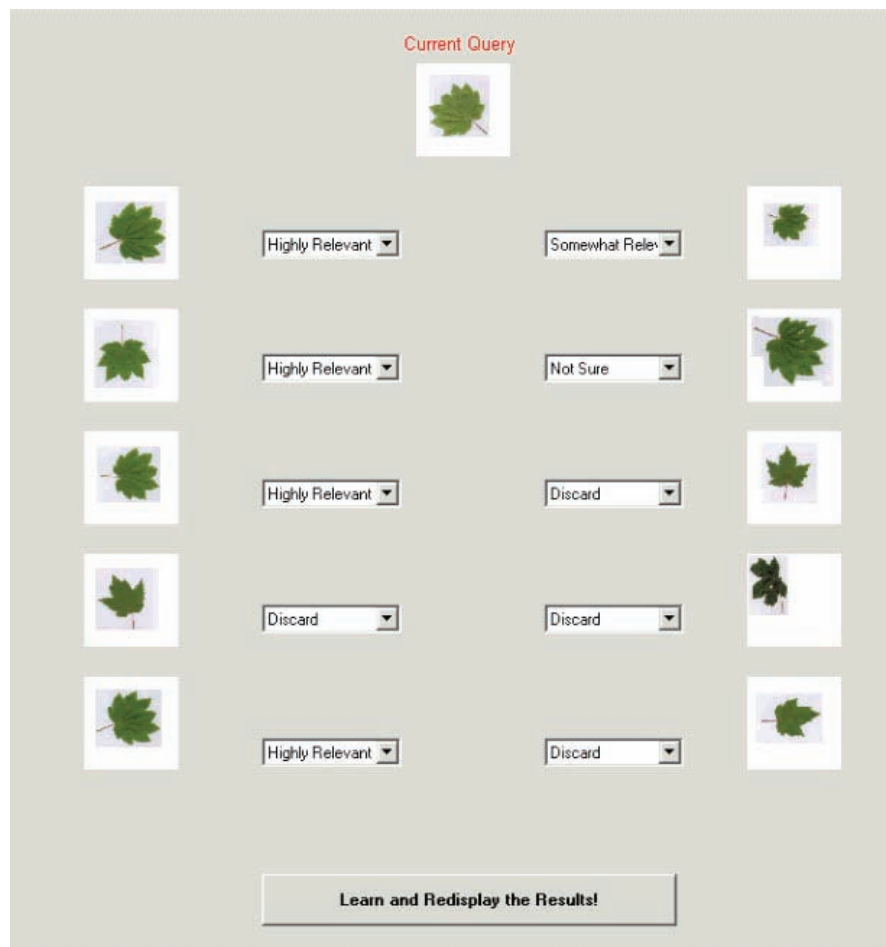 Current Query
Highly Relevant Somewhat Relev
Highly Relevant Not Sure
Highly Relevant Discard
Discard Discard
Highly Relevant Discard
Learn and Redisplay the Results!